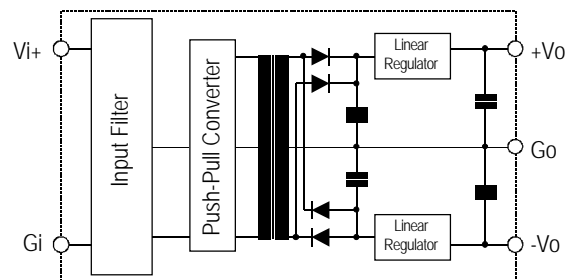 Vi+
Gi
Input Filter
Push-Pull Converter
Linear
Regulator
Linear
Regulator
+Vo
Go
-Vo